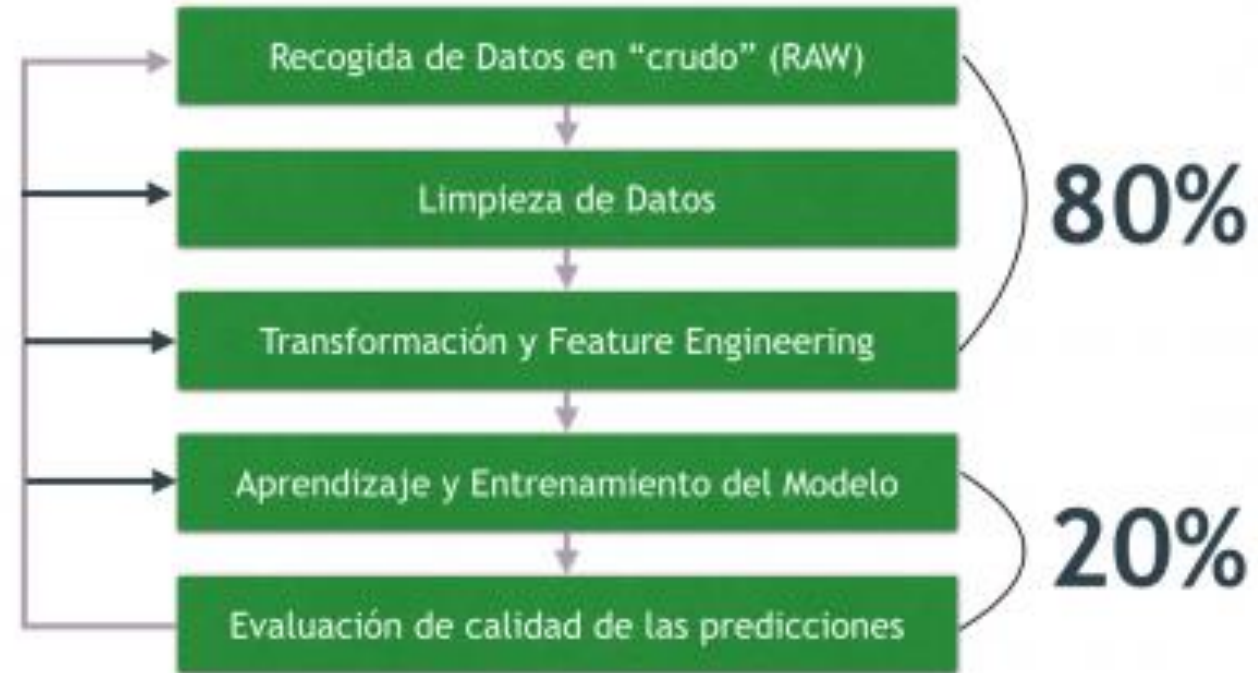 Recogida de Datos en “crudo” (RAW)
Limpieza de Datos
80%
Transformación y Feature Engineering
Aprendizaje y Entrenamiento del Modelo
20%
Evaluación de calidad de las predicciones